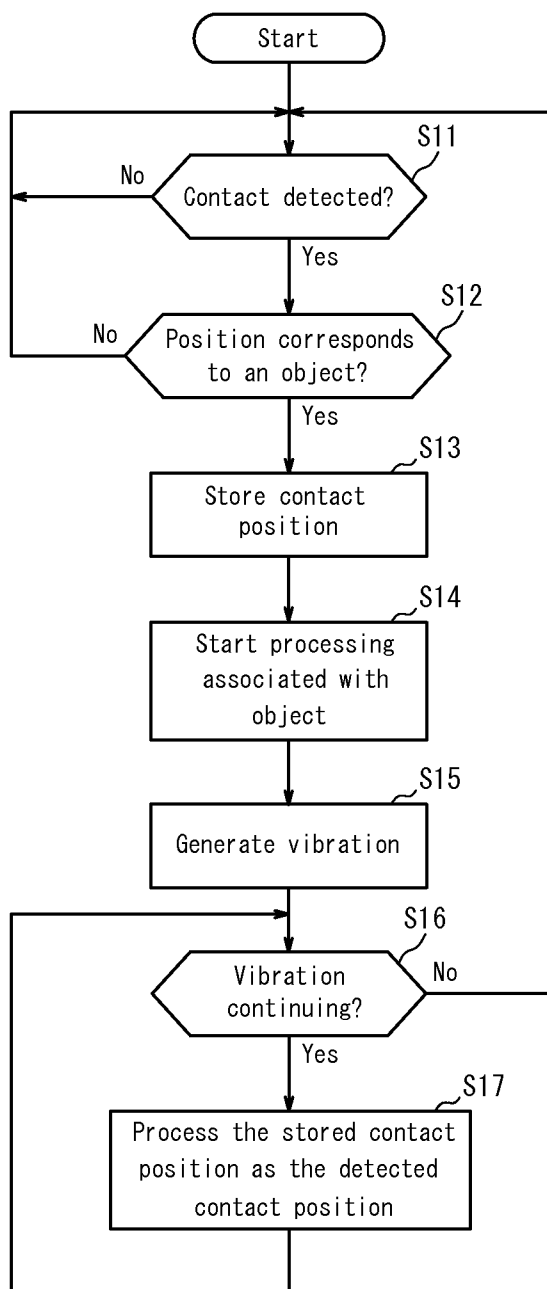 Start
S11
No
Contact detected?
Yes
S12
No
Position corresponds
to an object?
Yes
S13
Store contact
position
S14
Start processing
associated with
object
S15
Generate vibration
S16
Vibration
continuing?
No
Yes
S17
Process the stored contact
position as the detected
contact position